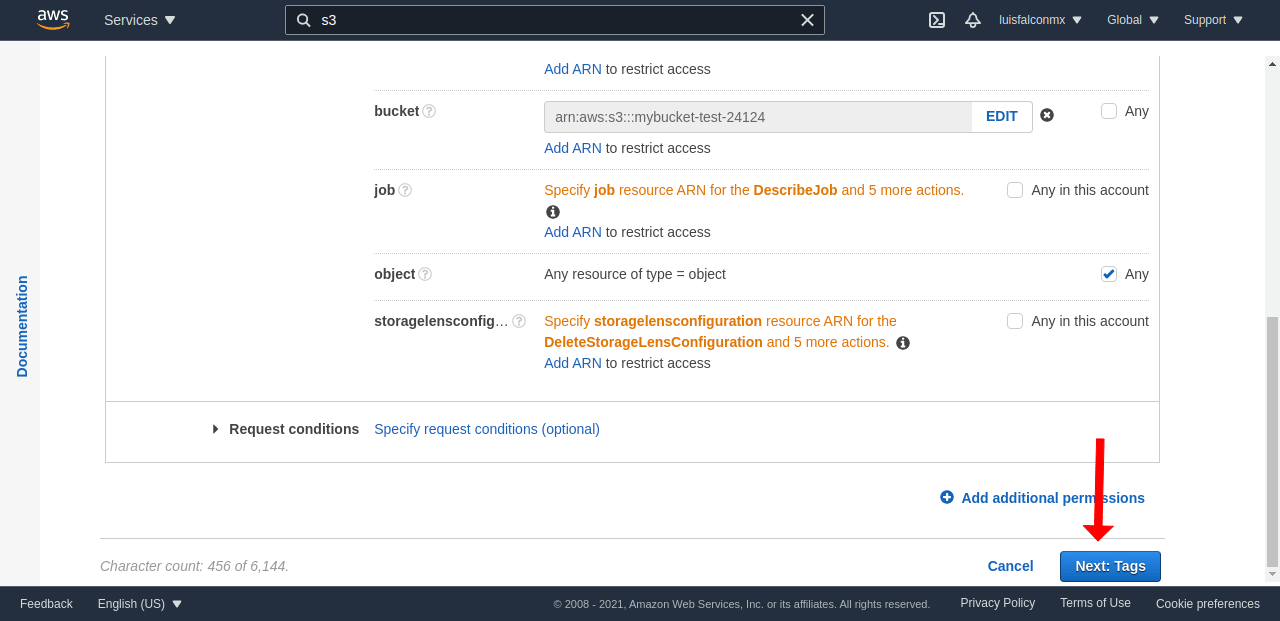 aws
Services
s3
luisfalconmx
Global
Support
Add ARN to restrict access
bucket ?
arn:aws:s3:::mybucket-test-24124
EDIT
Any
Add ARN to restrict access
job ?
Specify job resource ARN for the DescribeJob and 5 more actions.
Any in this account
Add ARN to restrict access
object ?
Any resource of type = object
Any
storagelensconfig... ?
Specify storagelensconfiguration resource ARN for the
DeleteStorageLensConfiguration and 5 more actions.
Any in this account
Add ARN to restrict access
Documentation
Request conditions
Specify request conditions (optional)
Add additional permissions
Character count: 456 of 6,144.
Cancel
Next: Tags
Feedback
English (US)
© 2008 - 2021, Amazon Web Services, Inc. or its affiliates. All rights reserved.
Privacy Policy
Terms of Use
Cookie preferences